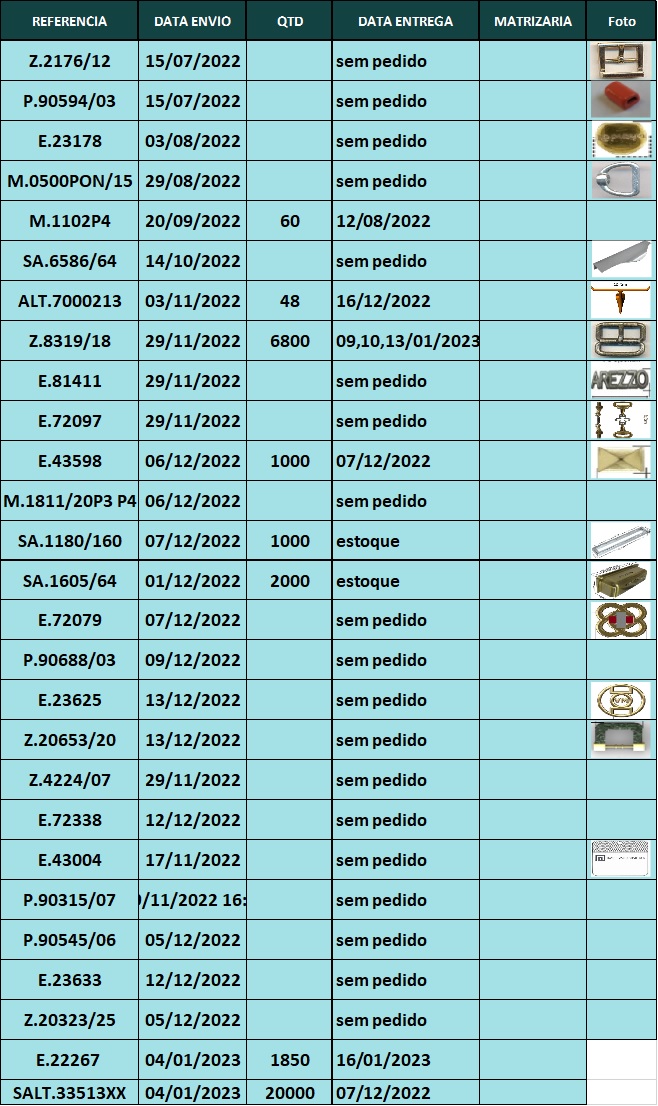 REFERENCIA DATA ENVIO QTD DATA ENTREGA MATRIZARIA Foto
Z.2176/12 15/07/2022 sem pedido
P.90594/03 15/07/2022 sem pedido
E.23178 03/08/2022 sem pedido
M.0500PON/15 29/08/2022 sem pedido
M.1102P4 20/09/2022 60 12/08/2022
SA.6586/64 14/10/2022 sem pedido
ALT.7000213 03/11/2022 48 16/12/2022
Z.8319/18 29/11/2022 6800 09,10,13/01/2023
E.81411 29/11/2022 sem pedido AREZZO
E.72097 29/11/2022 sem pedido
E.43598 06/12/2022 1000 07/12/2022
M.1811/20P3 P4 06/12/2022 sem pedido
SA.1180/160 07/12/2022 1000 estoque
SA.1605/64 01/12/2022 2000 estoque
E.72079 07/12/2022 sem pedido
P.90688/03 09/12/2022 sem pedido
E.23625 13/12/2022 sem pedido
Z.20653/20 13/12/2022 sem pedido
Z.4224/07 29/11/2022 sem pedido
E.72338 12/12/2022 sem pedido
E.43004 17/11/2022 sem pedido
P.90315/07 /11/2022 16: sem pedido
P.90545/06 05/12/2022 sem pedido
E.23633 12/12/2022 sem pedido
Z.20323/25 05/12/2022 sem pedido
E.22267 04/01/2023 1850 16/01/2023
SALT.33513XX 04/01/2023 20000 07/12/2022